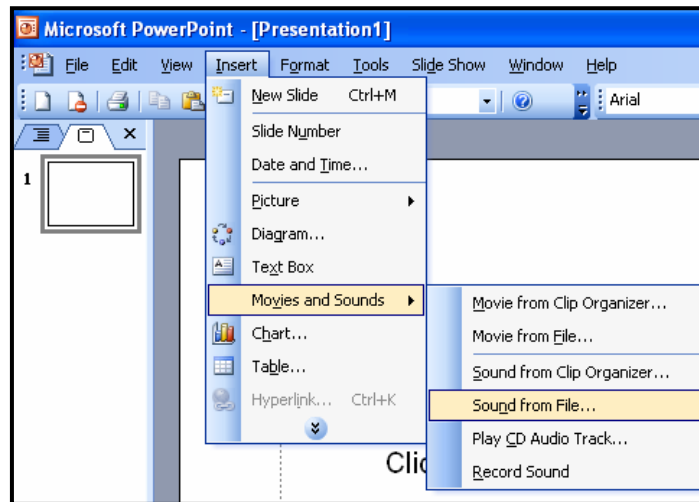 Microsoft PowerPoint - [Presentation1]
File Edit View Insert Format Tools Slide Show Window Help
Arial
1
New Slide Ctrl+M
Slide Number
Date and Time...
Picture
Diagram...
Text Box
Movies and Sounds
Chart...
Table...
Hyperlink... Ctrl+K
Movie from Clip Organizer...
Movie from File...
Sound from Clip Organizer...
Sound from File...
Play CD Audio Track...
Record Sound